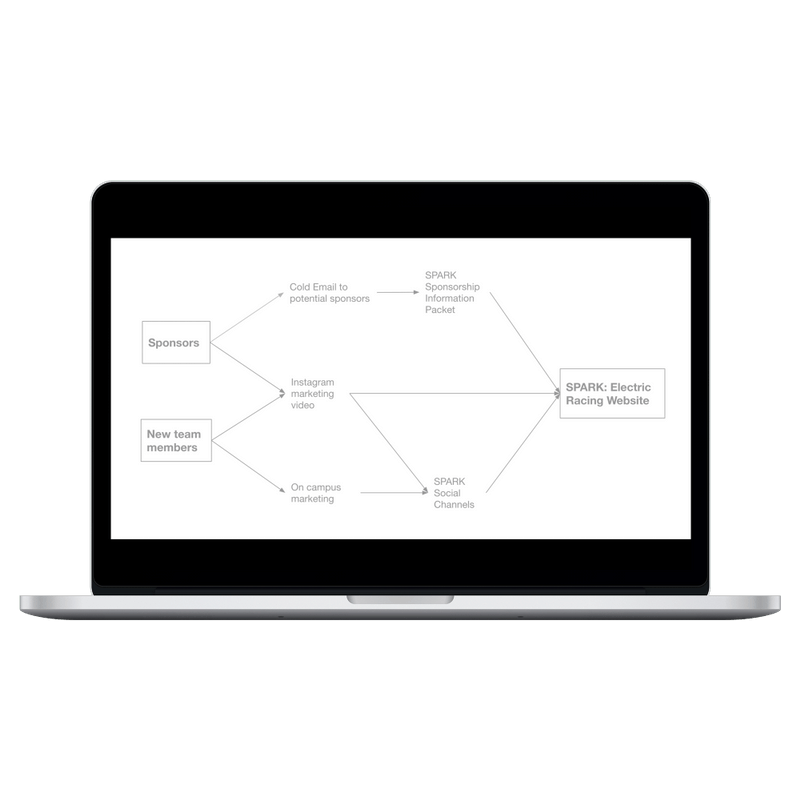 Cold Email to
potential sponsors
SPARK
Sponsorship
Information
Packet
Sponsors
Instagram
marketing
video
SPARK: Electric
Racing Website
New team
members
On campus
marketing
SPARK
Social
Channels